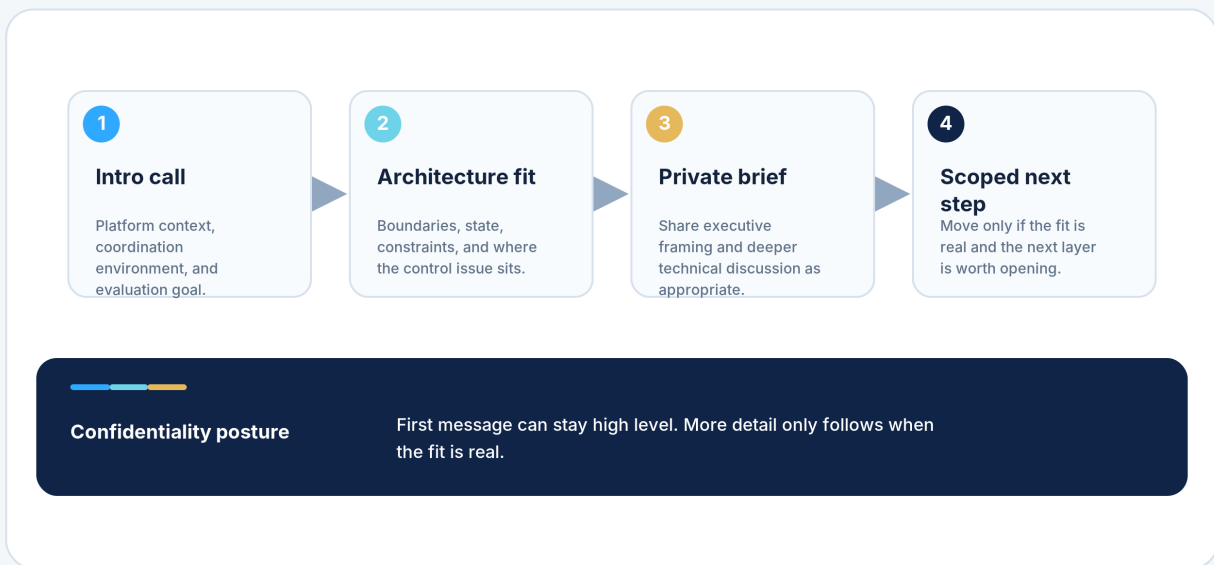 1
Intro call
Platform context,
coordination
environment, and
evaluation goal.
2
Architecture fit
Boundaries, state,
constraints, and where
the control issue sits.
3
Private brief
Share executive
framing and deeper
technical discussion as
appropriate.
4
Scoped next
step
Move only if the fit is
real and the next layer
is worth opening.
Confidentiality posture
First message can stay high level. More detail only follows when
the fit is real.